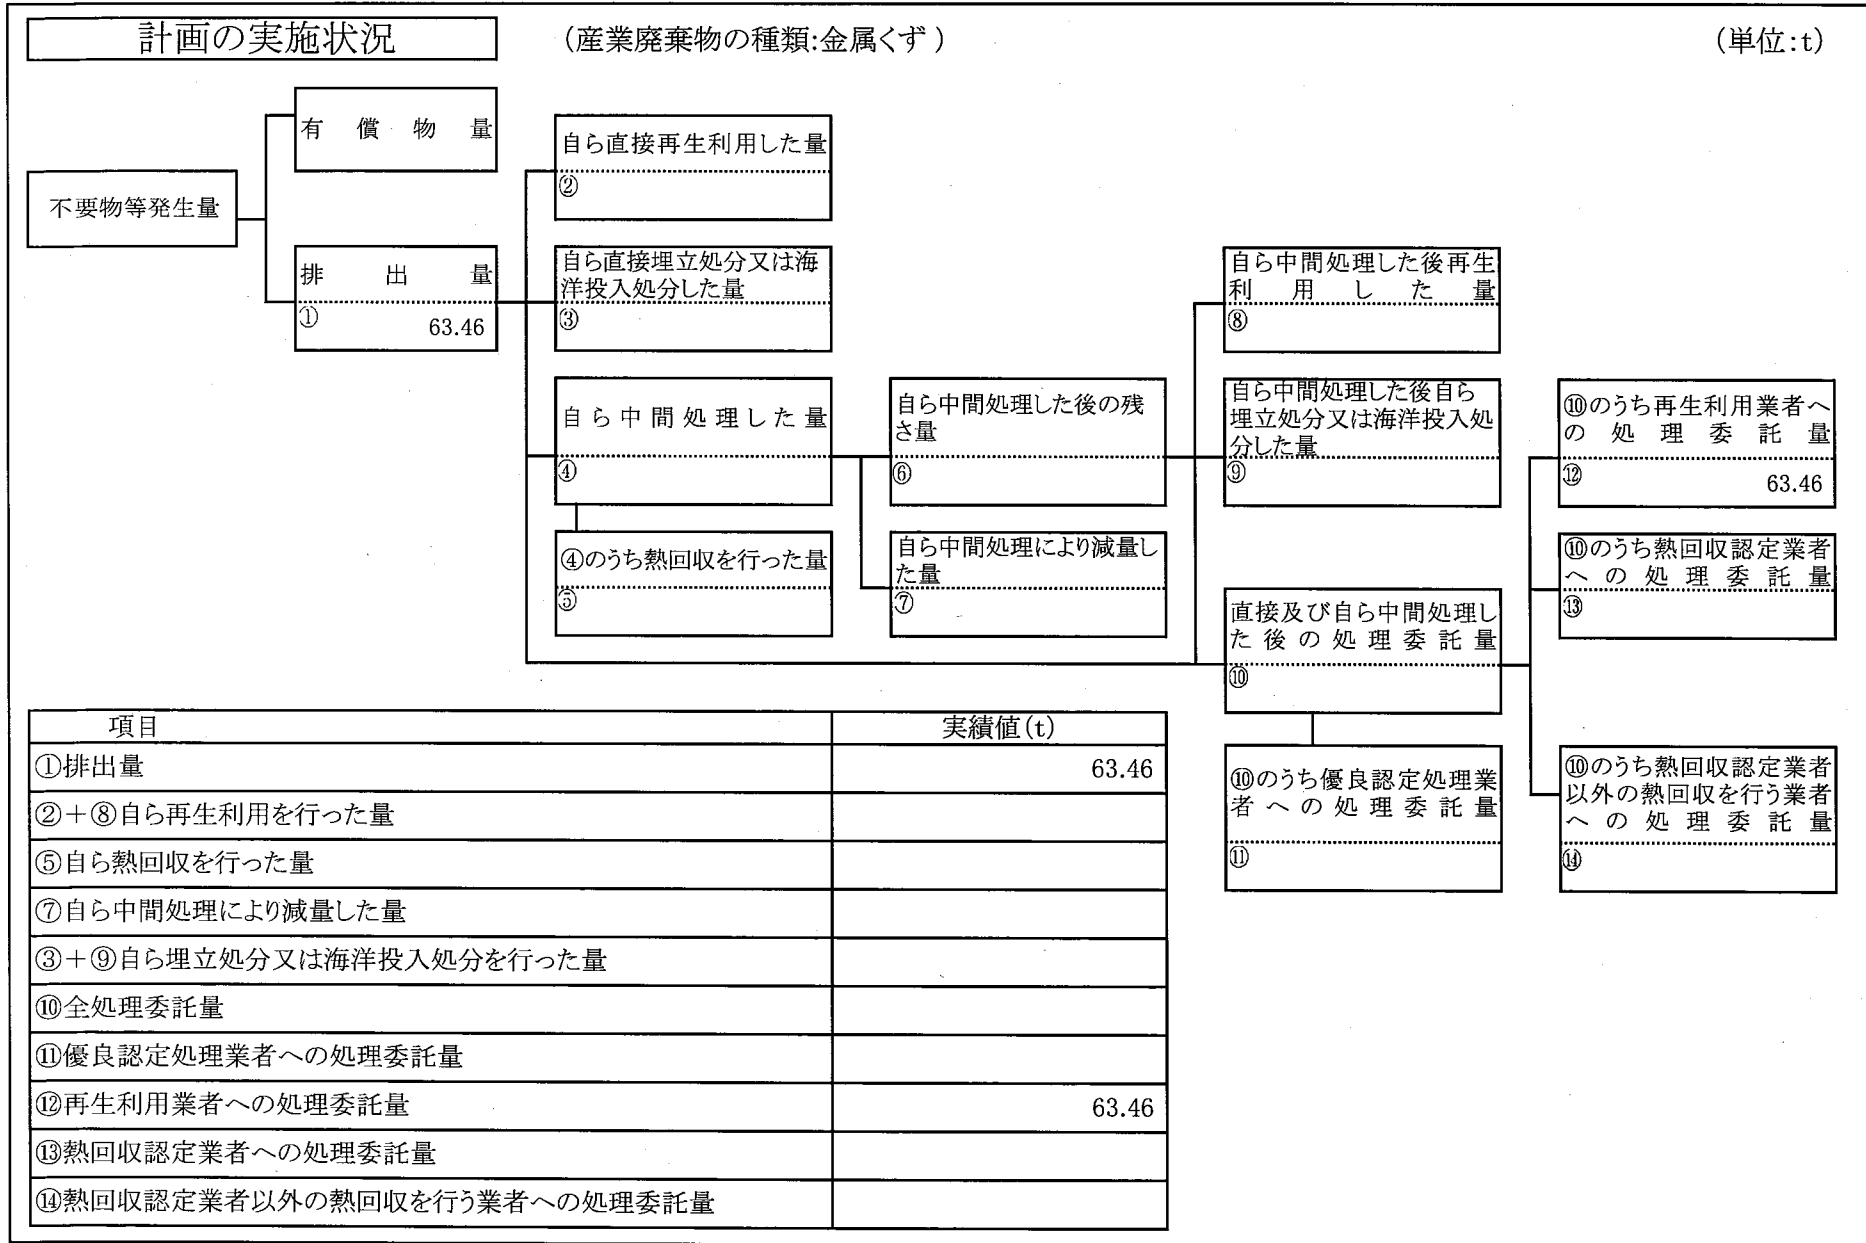 計画の実施状況
（産業廃棄物の種類:金属くず）
（単位:t）
有償物量
不要物等発生量
排出量
① 63.46
自ら直接再生利用した量
②
自ら直接埋立処分又は海
洋投入処分した量
③
自ら中間処理した量
④
④のうち熱回収を行った量
⑤
自ら中間処理した後の残
さ量
⑥
自ら中間処理により減量し
た量
⑦
自ら中間処理した後再生
利用した量
⑧
自ら中間処理した後自ら
埋立処分又は海洋投入処
分した量
⑨
直接及び自ら中間処理し
た後の処理委託量
⑩
⑩のうち優良認定処理業
者への処理委託量
⑪
⑩のうち再生利用業者へ
の処理委託量
⑫ 63.46
⑩のうち熱回収認定業者
への処理委託量
⑬
⑩のうち熱回収認定業者
以外の熱回収を行う業者
への処理委託量
⑭
項目 実績値(t)
①排出量 63.46
②＋⑧自ら再生利用を行った量
⑤自ら熱回収を行った量
⑦自ら中間処理により減量した量
③＋⑨自ら埋立処分又は海洋投入処分を行った量
⑩全処理委託量
⑪優良認定処理業者への処理委託量
⑫再生利用業者への処理委託量 63.46
⑬熱回収認定業者への処理委託量
⑭熱回収認定業者以外の熱回収を行う業者への処理委託量